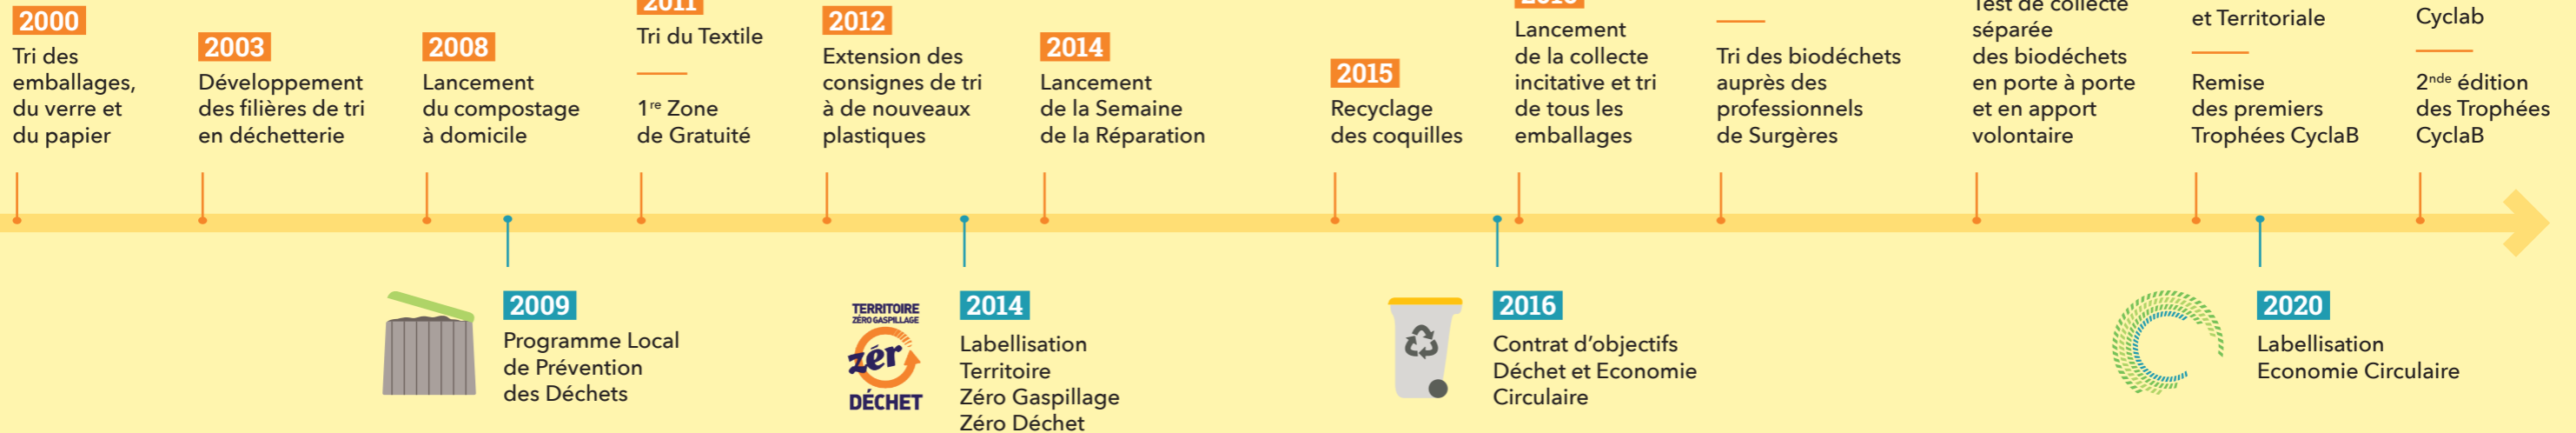 2000
Tri des
emballages,
du verre et
du papier
2003
Développement
des filières de tri
en déchetterie
2008
Lancement
du compostage
à domicile
2011
Tri du Textile
1re Zone
de Gratuité
2012
Extension des
consignes de tri
à de nouveaux
plastiques
2014
Lancement
de la Semaine
de la Réparation
2015
Recyclage
des coquilles
Lancement
de la collecte
incitative et tri
de tous les
emballages
Tri des biodéchets
auprès des
professionnels
de Surgères
Test de collecte
séparée
des biodéchets
en porte à porte
et en apport
volontaire
et Territoriale
Remise
des premiers
Trophées CyclaB
Cyclab
2nde édition
des Trophées
CyclaB
2009
Programme Local
de Prévention
des Déchets
TERRITOIRE
ZÉRO GASPILLAGE
zér
DÉCHET
2014
Labellisation
Territoire
Zéro Gaspillage
Zéro Déchet
2016
Contrat d’objectifs
Déchet et Economie
Circulaire
2020
Labellisation
Economie Circulaire